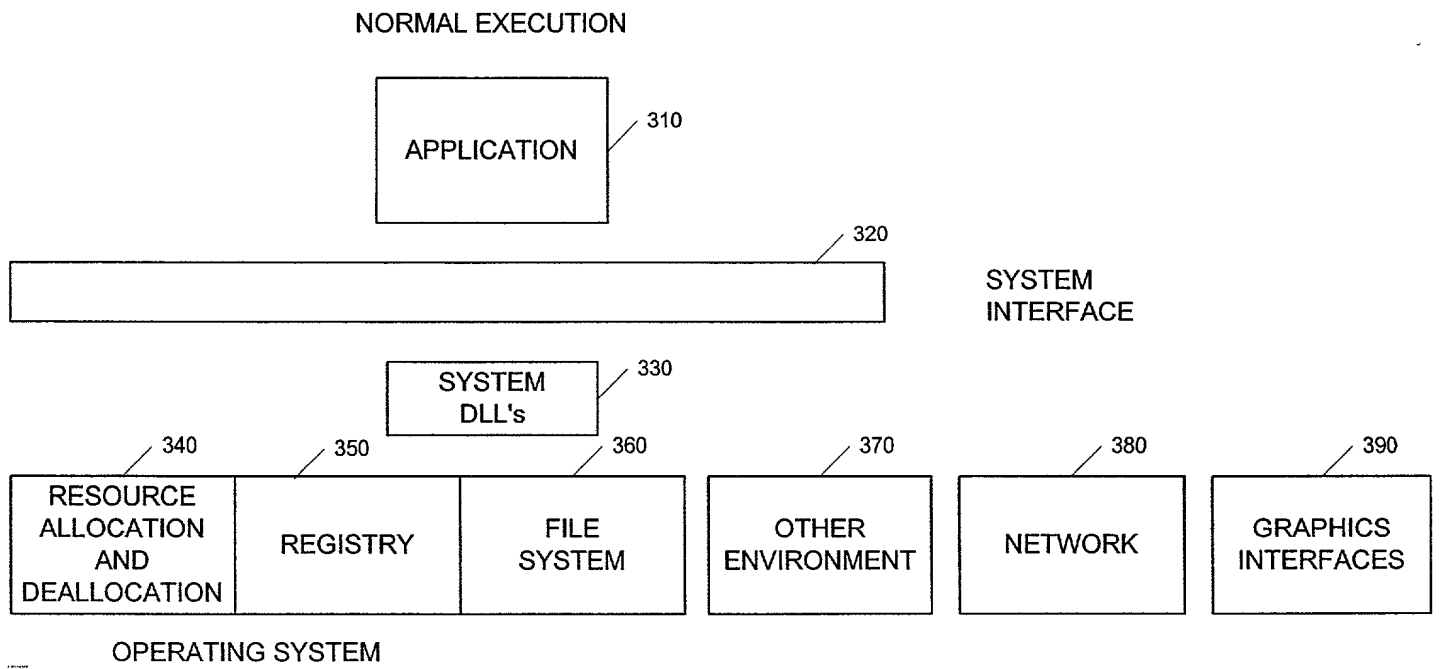 NORMAL EXECUTION
APPLICATION
310
320
SYSTEM
INTERFACE
SYSTEM
DLL's
330
340
350
360
370
380
390
RESOURCE
ALLOCATION
AND
DEALLOCATION
REGISTRY
FILE
SYSTEM
OTHER
ENVIRONMENT
NETWORK
GRAPHICS
INTERFACES
OPERATING SYSTEM